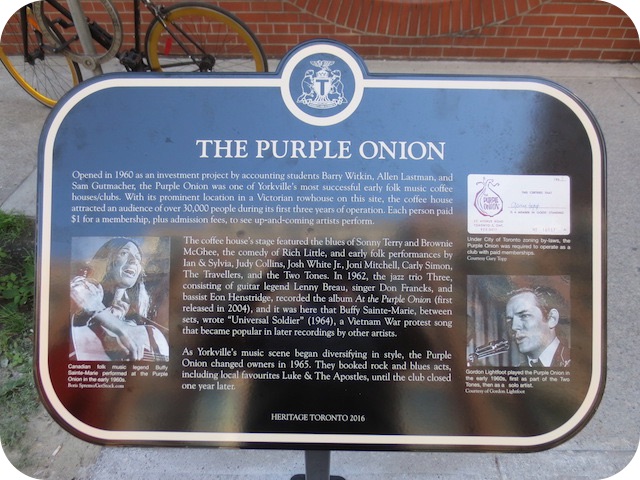 THE PURPLE ONION
Opened in 1960 as an investment project by accounting students Barry Witkin, Allen Lastman, and
Sam Gutmacher, the Purple Onion was one of Yorkville's most successful early folk music coffee
houses/clubs. With its prominent location in a Victorian rowhouse on this site, the coffee house
attracted an audience of over 30,000 people during its first three years of operation. Each person paid
$1 for a membership, plus admission fees, to see up-and-coming artists perform.
PURPLE
ONION
Under City of Toronto zoning by-laws, the
Purple Onion was required to operate as a
club with paid memberships.
Courtesy Gary Topp
The coffee house's stage featured the blues of Sonny Terry and Brownie
McGhee, the comedy of Rich Little, and early folk performances by
Ian & Sylvia, Judy Collins, Josh White Jr., Joni Mitchell, Carly Simon,
The Travellers, and the Two Tones. In 1962, the jazz trio Three,
consisting of guitar legend Lenny Breau, singer Don Francks, and
bassist Eon Henstridge, recorded the album At the Purple Onion (first
released in 2004), and it was here that Buffy Sainte-Marie, between
sets, wrote "Universal Soldier" (1964), a Vietnam War protest song
that became popular in later recordings by other artists.
As Yorkville's music scene began diversifying in style, the Purple
Onion changed owners in 1965. They booked rock and blues acts,
including local favourites Luke & The Apostles, until the club closed
one year later.
Canadian folk music legend Buffy
Sainte-Marie performed at the Purple
Onion in the early 1960s.
Boris Spremo/GetStock.com
Gordon Lightfoot played the Purple Onion in
the early 1960s, first as part of the Two
Tones, then as a solo artist.
Courtesy of Gordon Lightfoot
HERITAGE TORONTO 2016